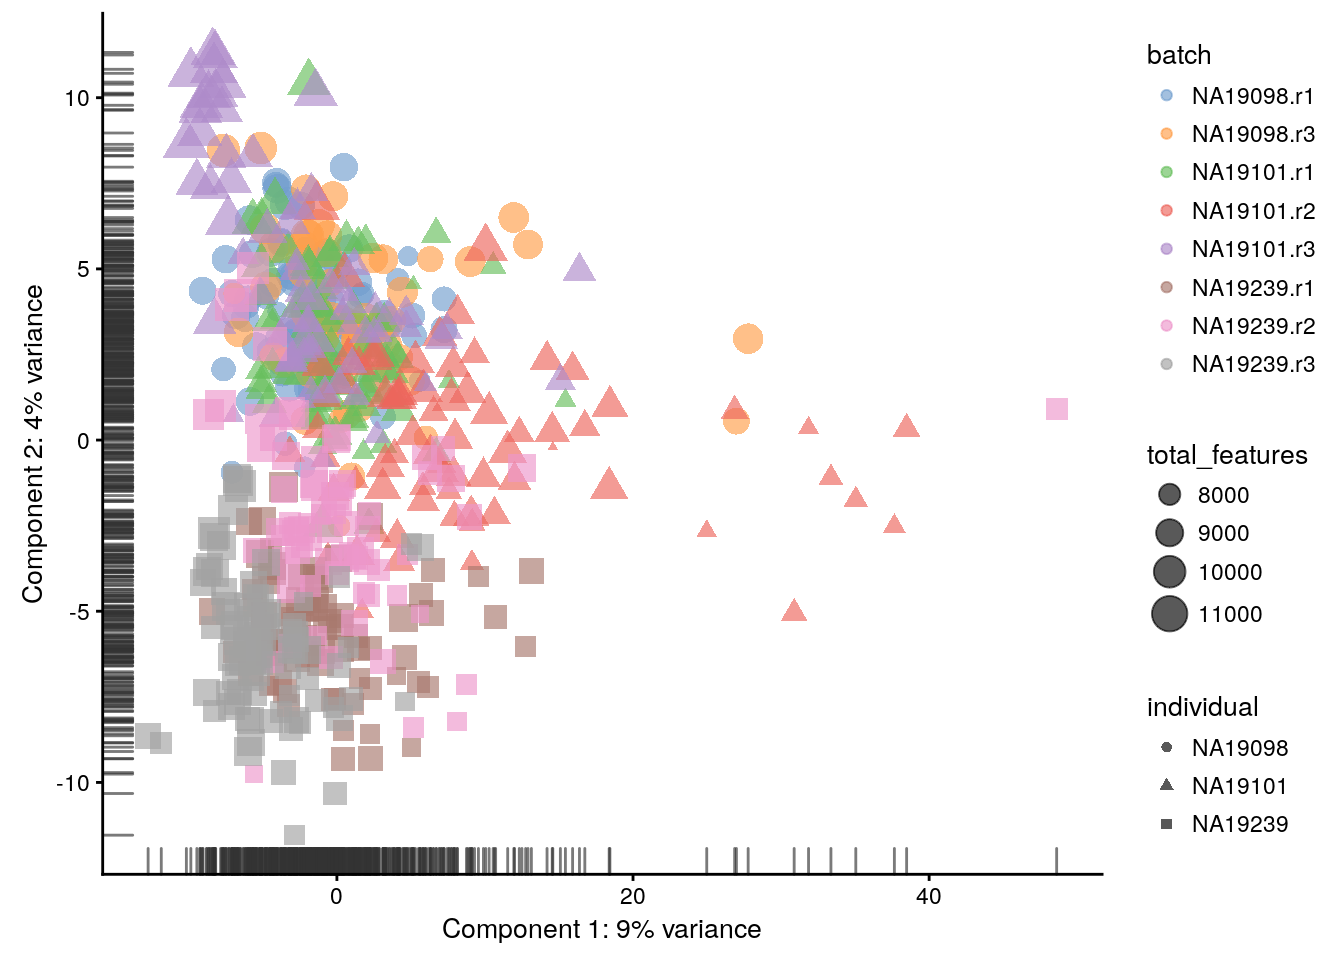 10
5
0
-5
-10
Component 2: 4% variance
0
20
40
Component 1: 9% variance
batch
NA19098.r1
NA19098.r3
NA19101.r1
NA19101.r2
NA19101.r3
NA19239.r1
NA19239.r2
NA19239.r3
total_features
8000
9000
10000
11000
individual
NA19098
NA19101
NA19239